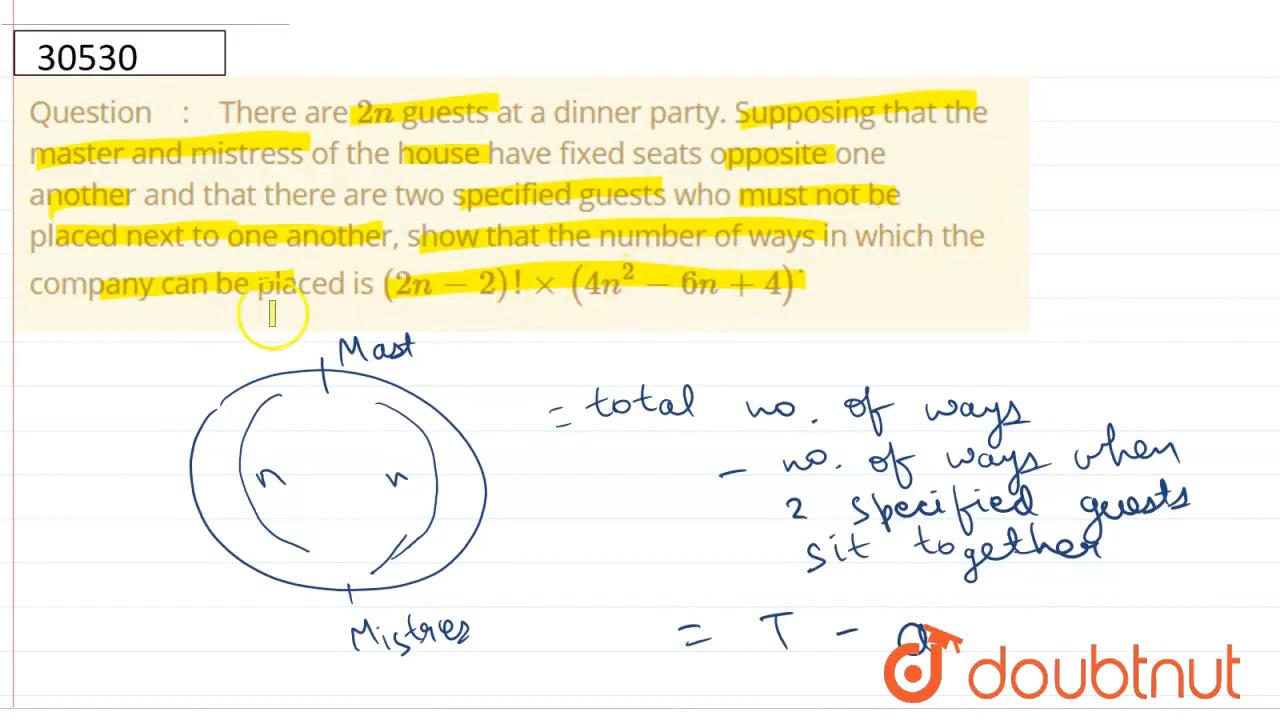 30530
Question : There are 2n guests at a dinner party. Supposing that the
master and mistress of the house have fixed seats opposite one
another and that there are two specified guests who must not be
placed next to one another, show that the number of ways in which the
company can be placed is (2n − 2)! × (4n² − 6n + 4)˙
Mast
= total no. of ways
n n
− no. of ways when
2 specified guests
sit together
Mistres
= T −
doubtnut